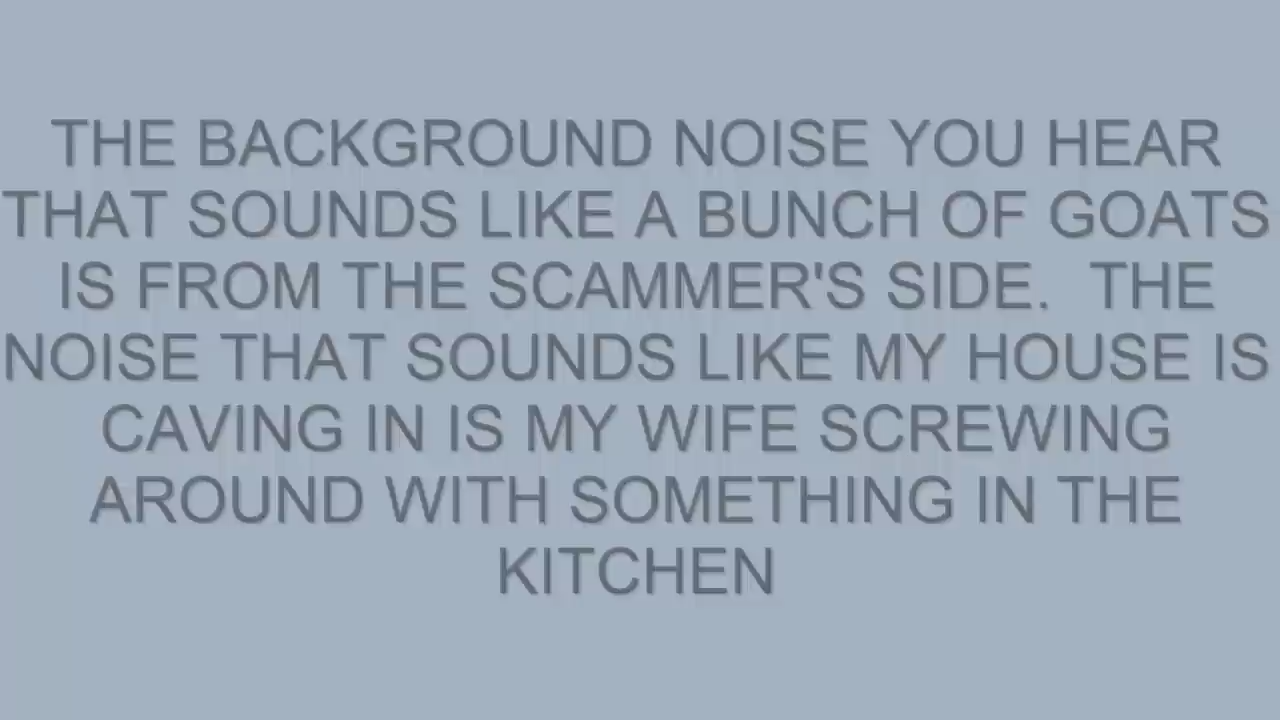 THE BACKGROUND NOISE YOU HEAR
THAT SOUNDS LIKE A BUNCH OF GOATS
IS FROM THE SCAMMER'S SIDE.  THE
NOISE THAT SOUNDS LIKE MY HOUSE IS
CAVING IN IS MY WIFE SCREWING
AROUND WITH SOMETHING IN THE
KITCHEN